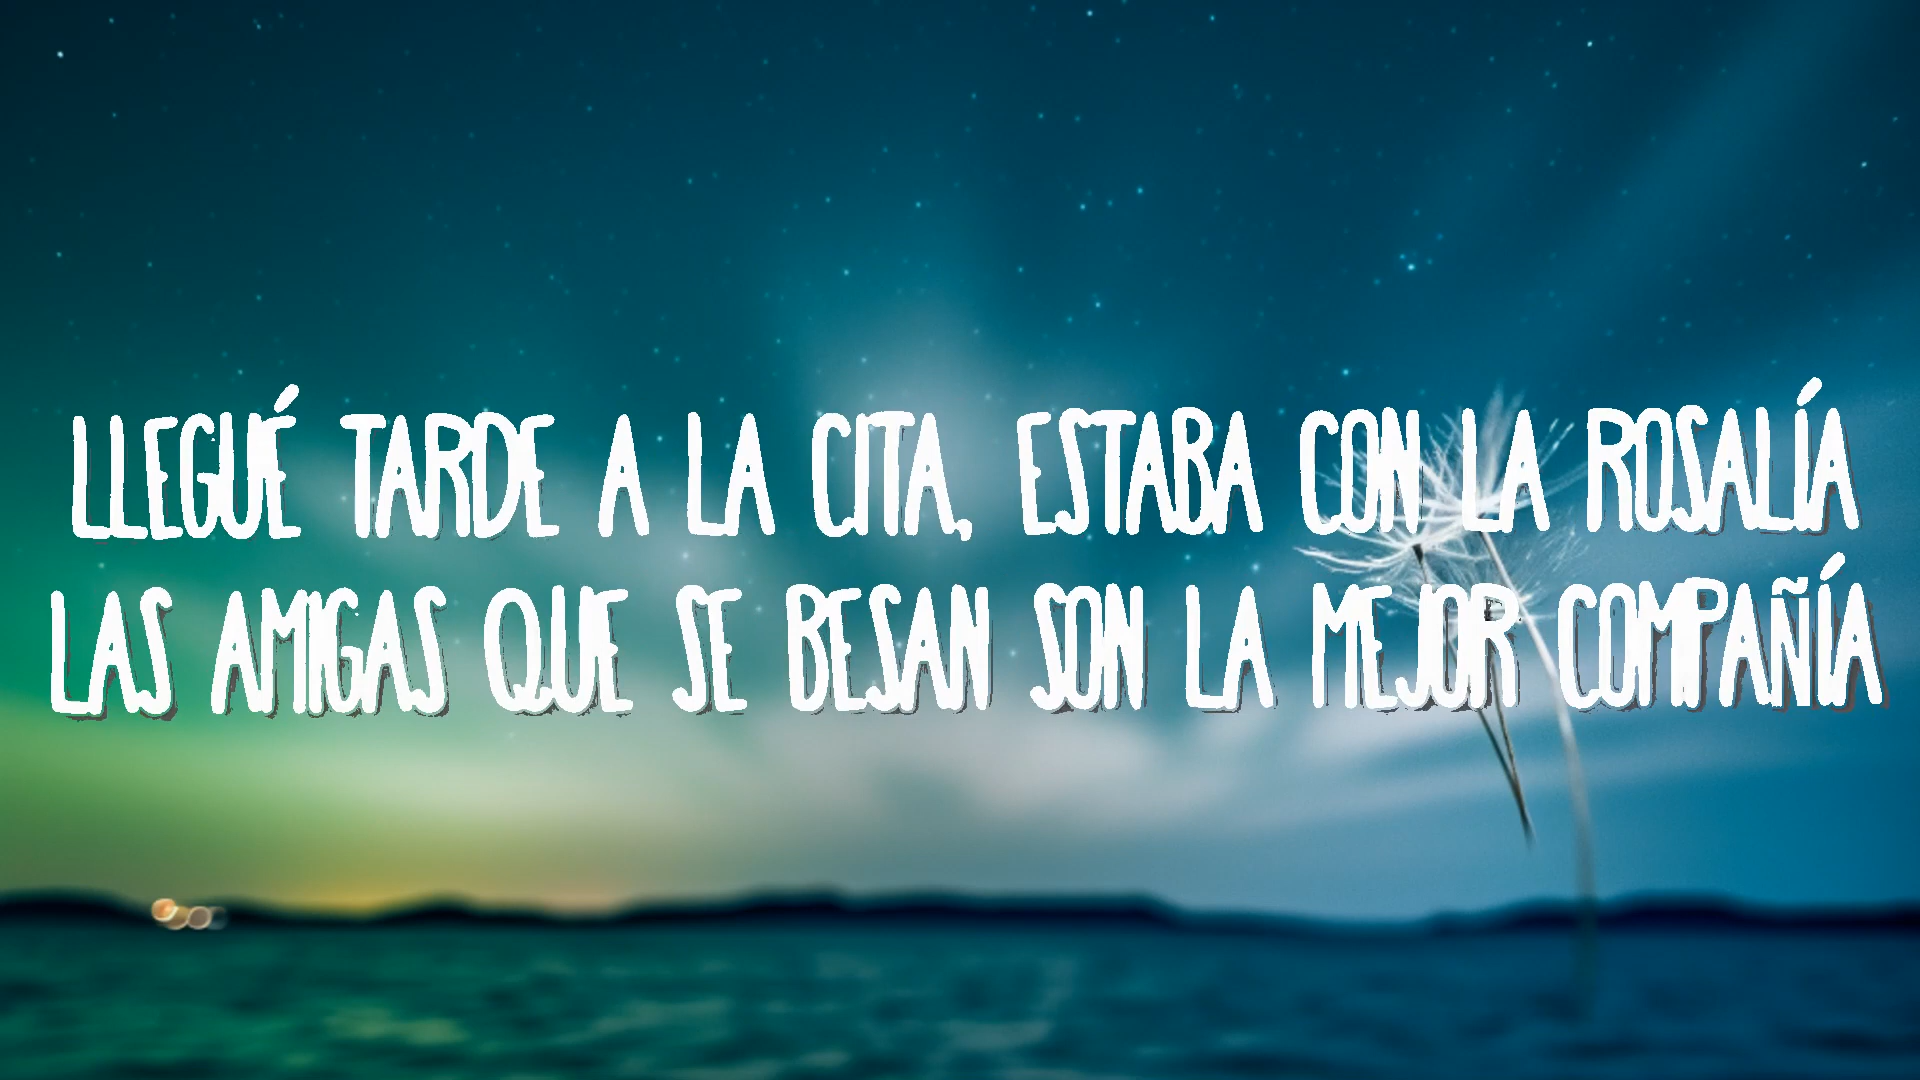 LLEGUÉ TARDE A LA CITA, ESTABA CON LA ROSALÍA
LAS AMIGAS QUE SE BESAN SON LA MEJOR COMPAÑÍA